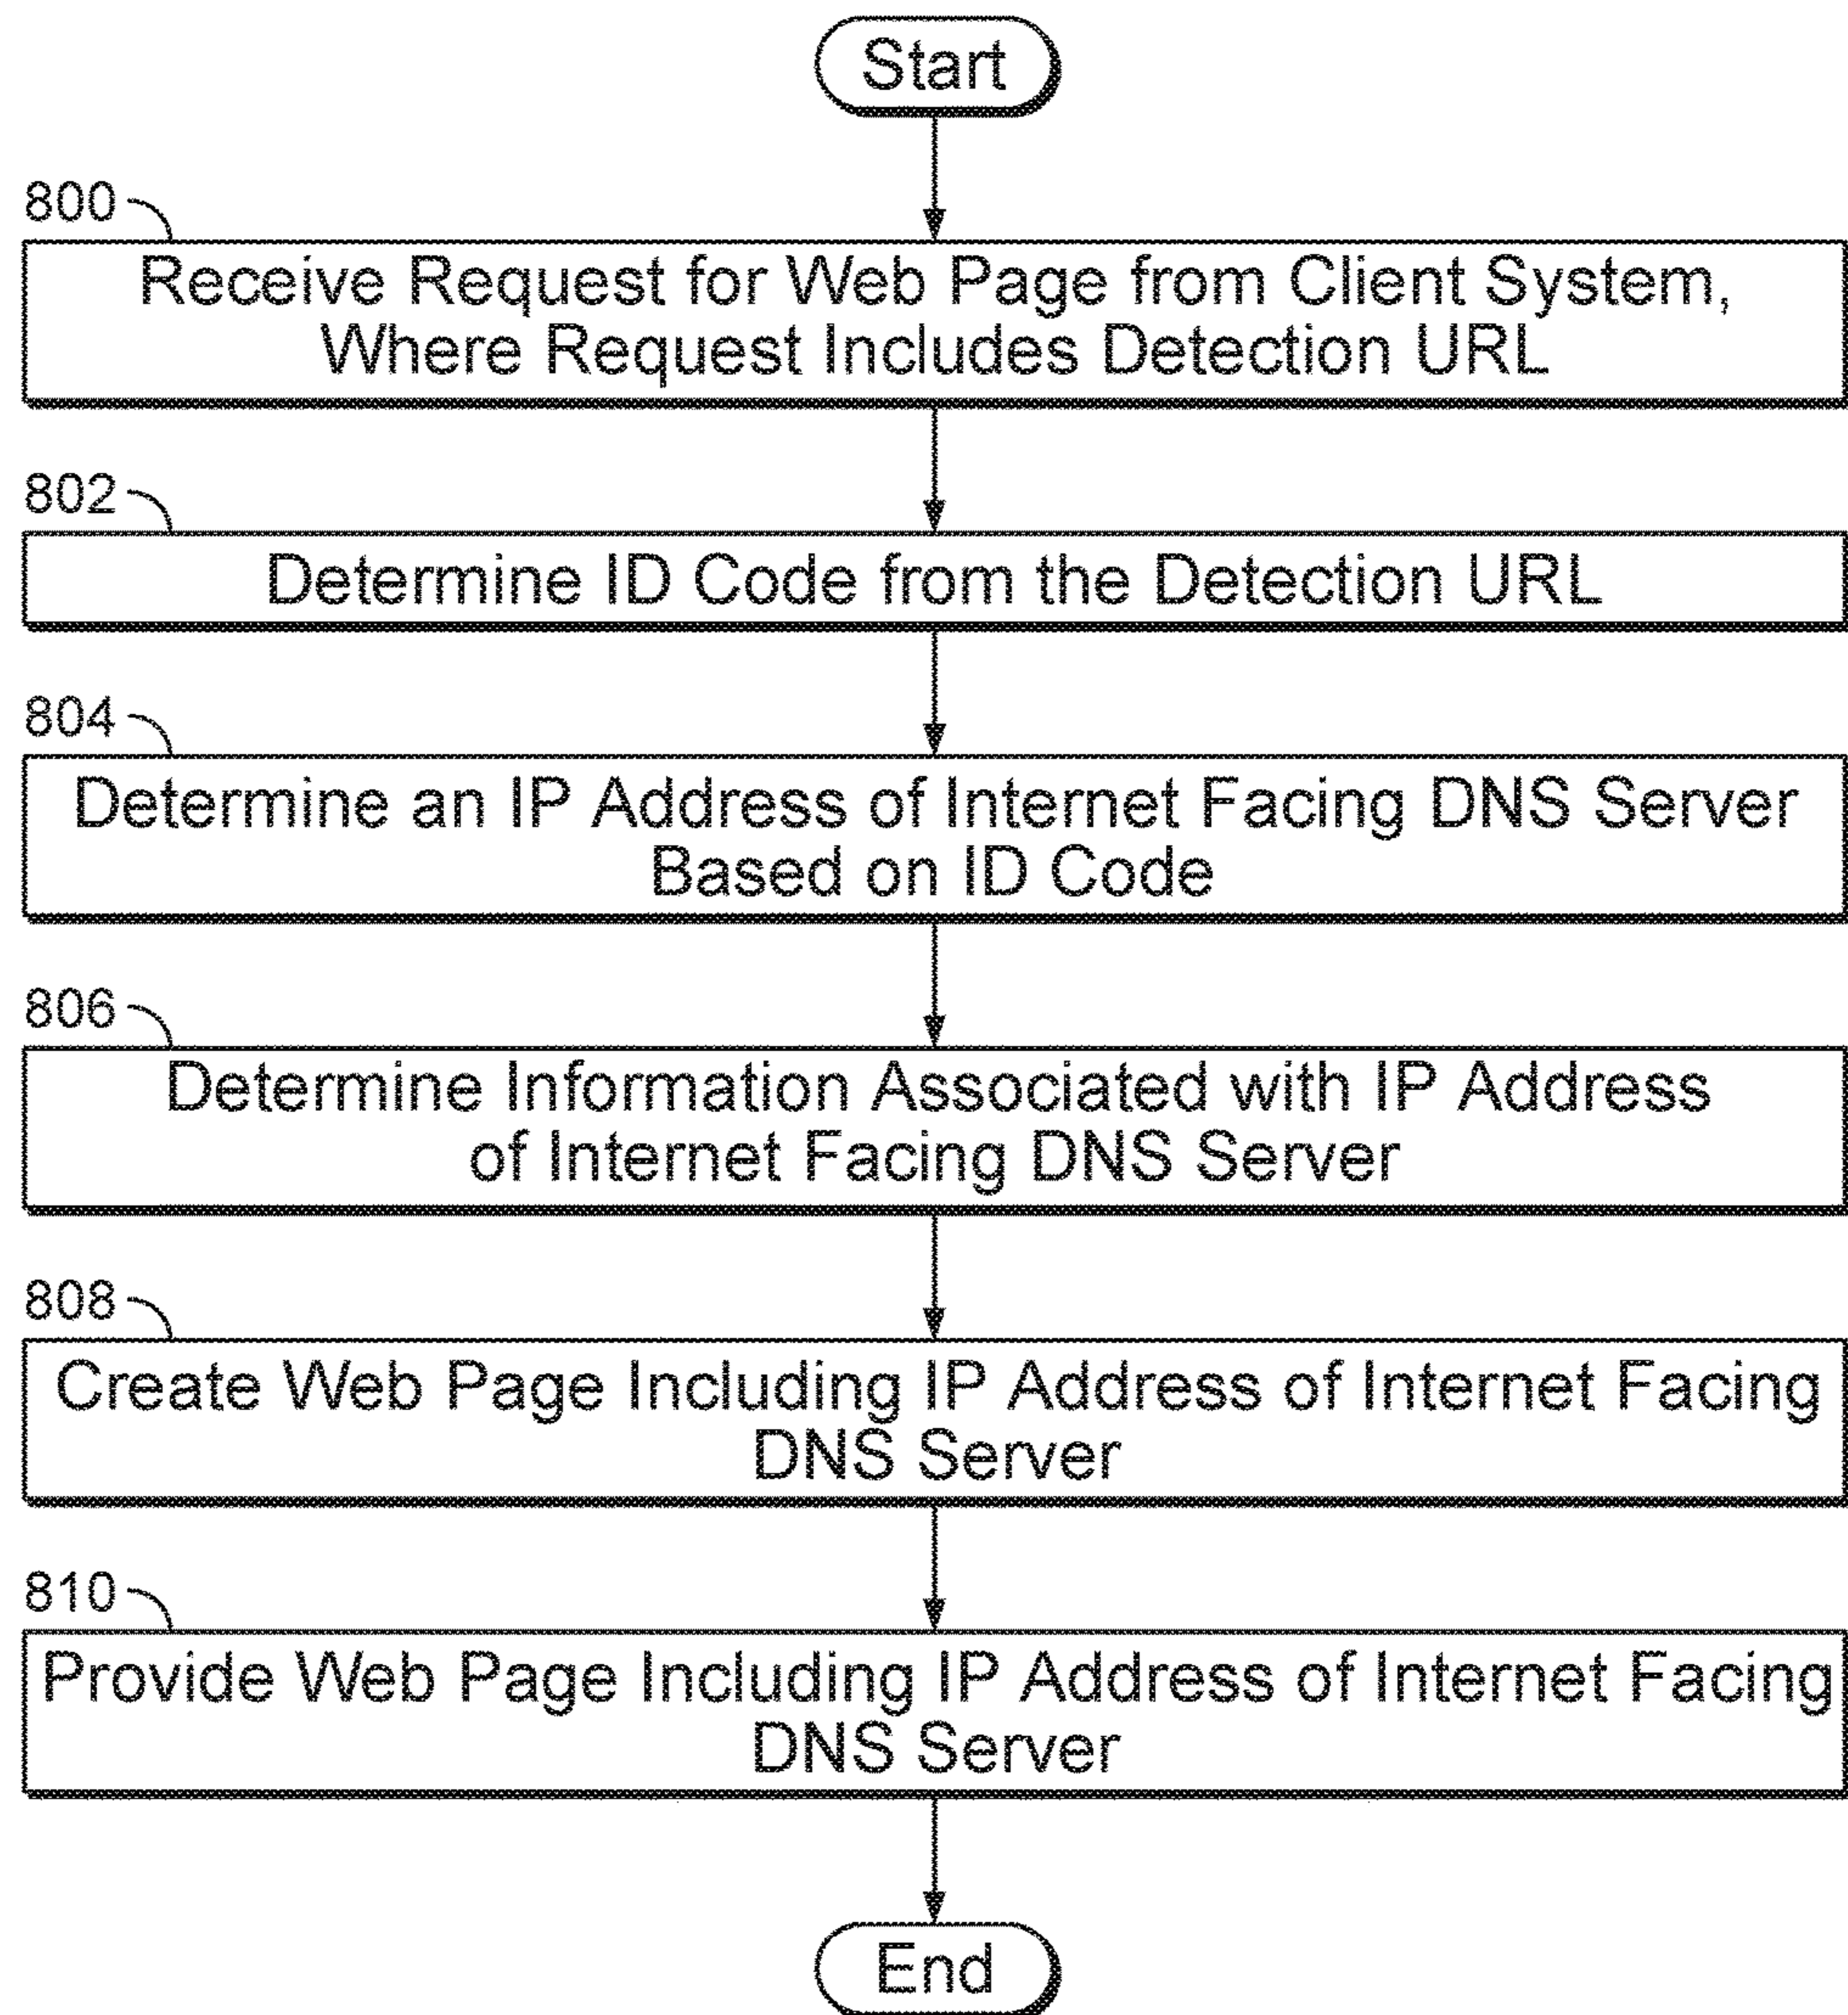 Start
800
Receive Request for Web Page from Client System,
Where Request Includes Detection URL
802
Determine ID Code from the Detection URL
804
Determine an IP Address of Internet Facing DNS Server
Based on ID Code
806
Determine Information Associated with IP Address
of Internet Facing DNS Server
808
Create Web Page Including IP Address of Internet Facing
DNS Server
810
Provide Web Page Including IP Address of Internet Facing
DNS Server
End